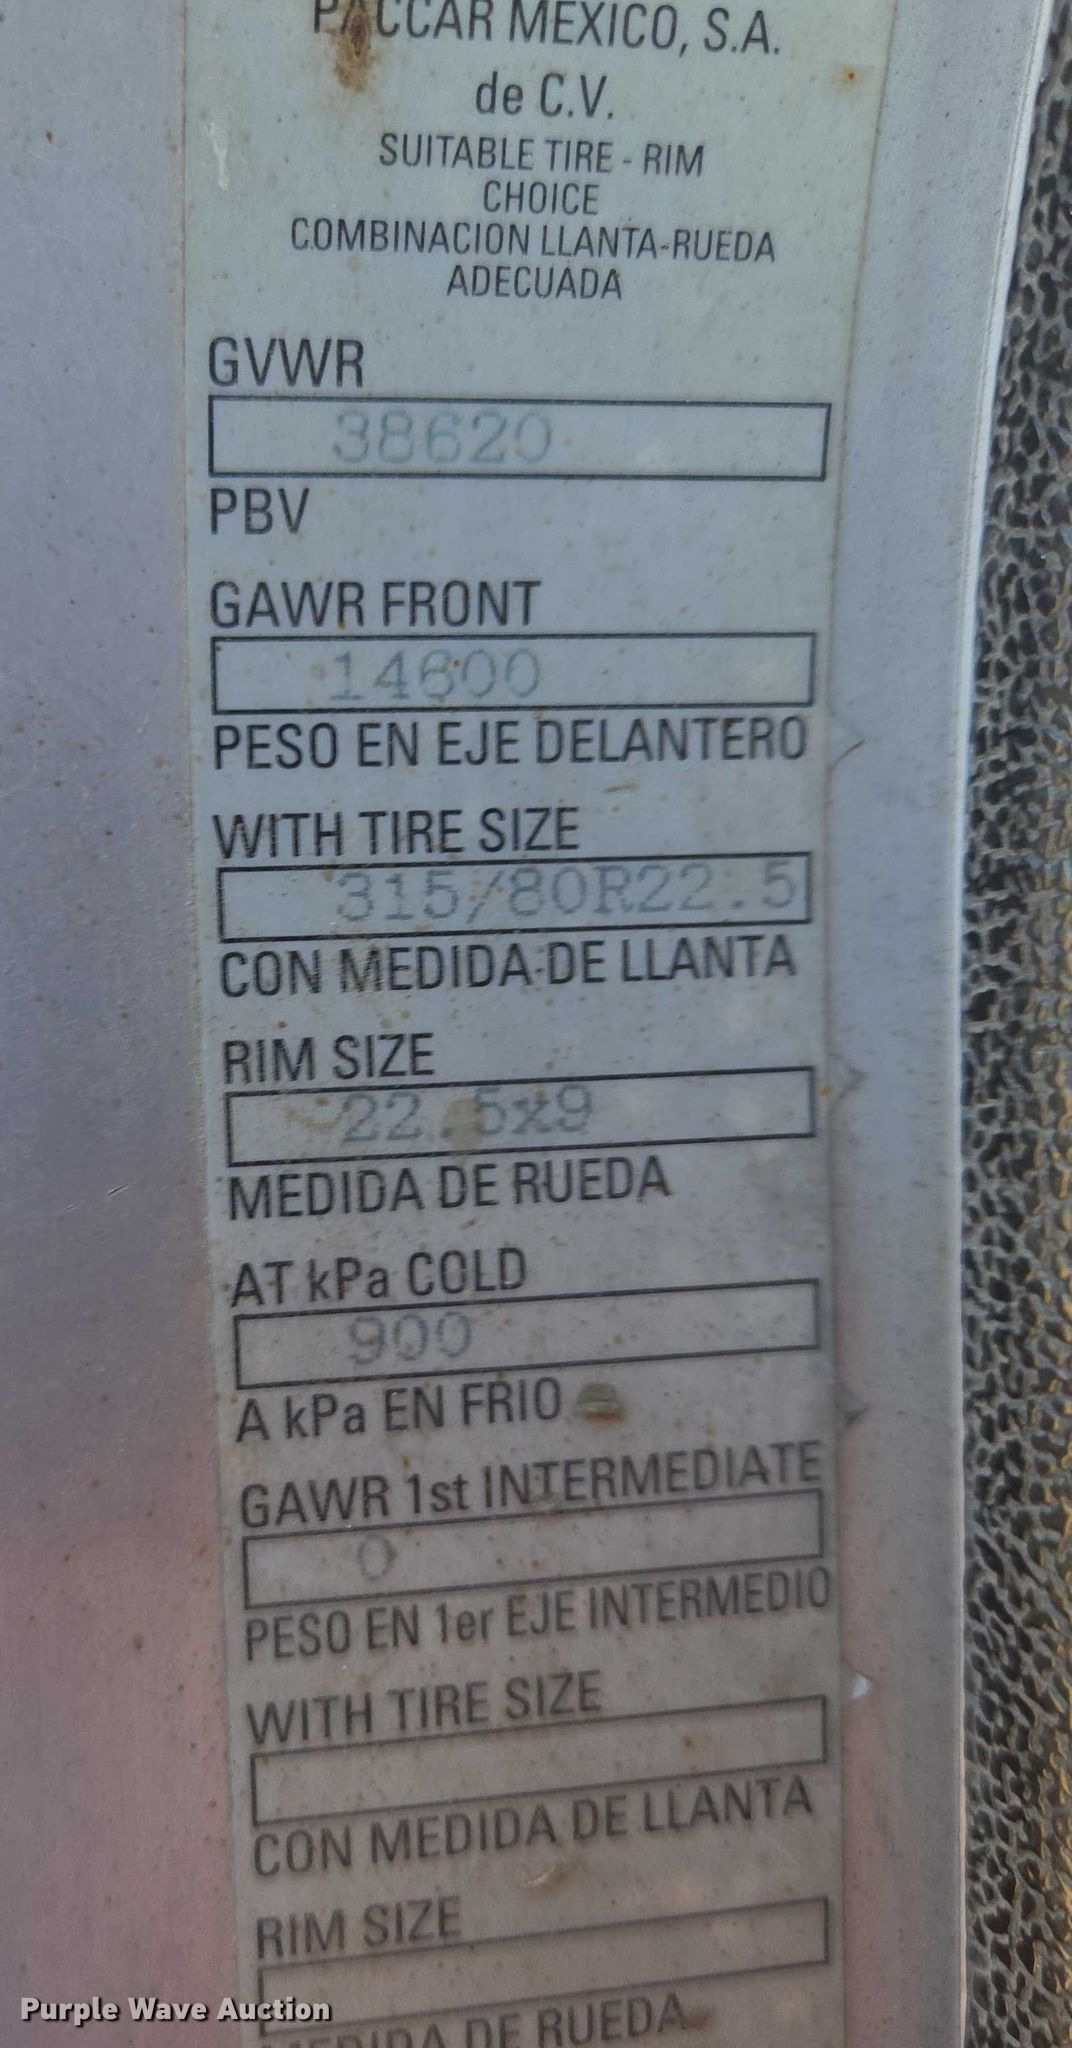 PACCAR MEXICO, S.A.
de C.V.
SUITABLE TIRE - RIM
CHOICE
COMBINACION LLANTA-RUEDA
ADECUADA
GVWR
38620
PBV
GAWR FRONT
14600
PESO EN EJE DELANTERO
WITH TIRE SIZE
315/80R22.5
CON MEDIDA DE LLANTA
RIM SIZE
22.5x9
MEDIDA DE RUEDA
AT kPa COLD
900
A kPa EN FRIO
GAWR 1st INTERMEDIATE
0
PESO EN 1er EJE INTERMEDIO
WITH TIRE SIZE
CON MEDIDA DE LLANTA
RIM SIZE
MEDIDA DE RUEDA
Purple Wave Auction